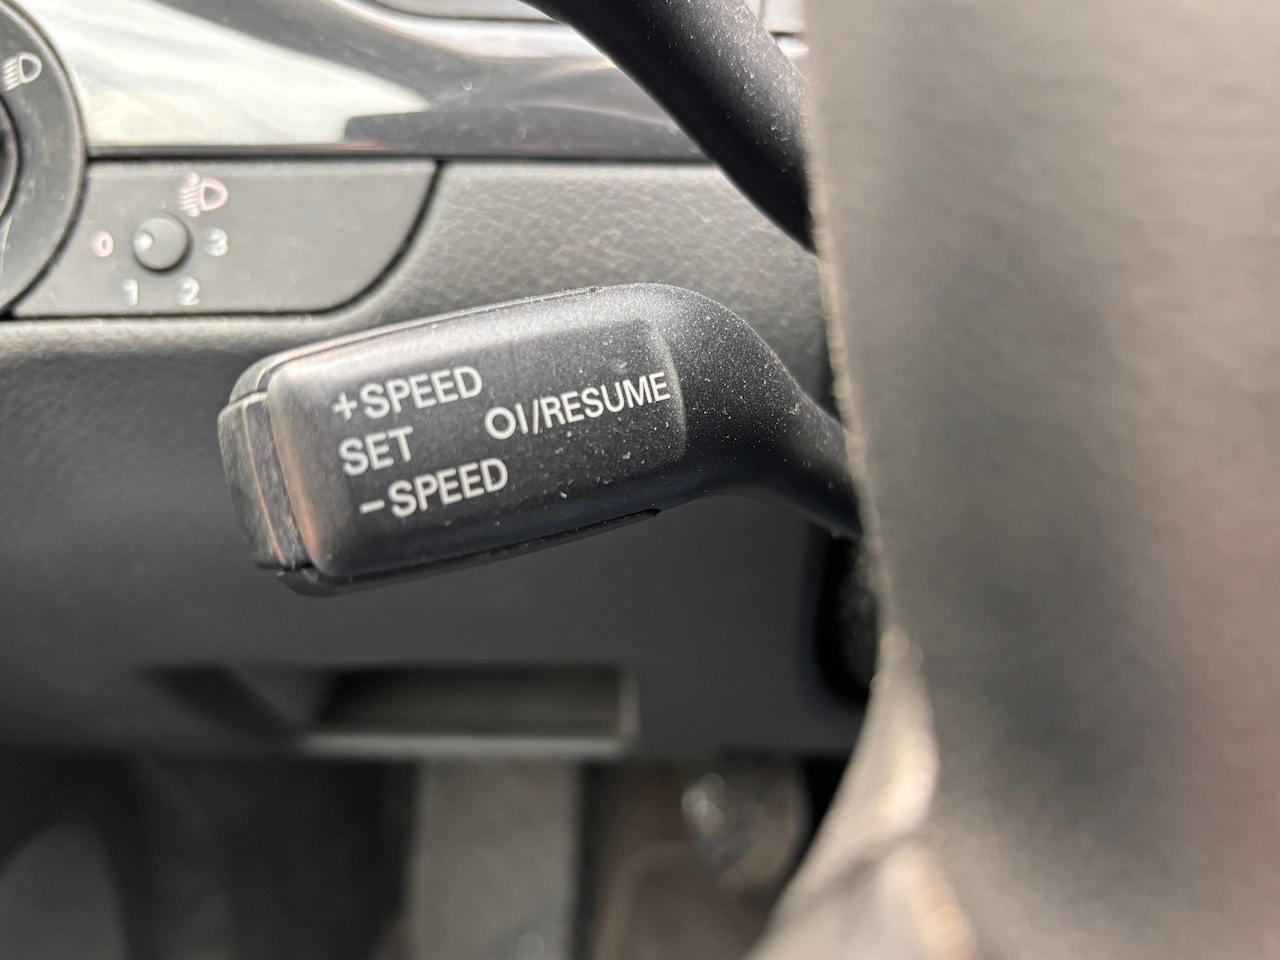 0 3
1 2
+SPEED
SET OI/RESUME
-SPEED